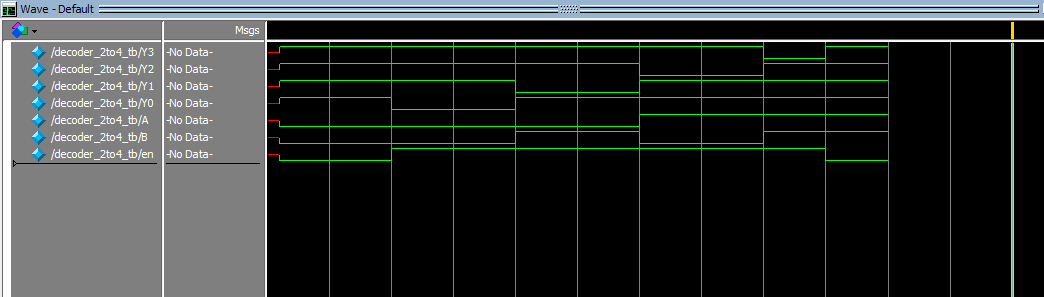 Wave - Default
Msgs
/decoder_2to4_tb/Y3 -No Data-
/decoder_2to4_tb/Y2 -No Data-
/decoder_2to4_tb/Y1 -No Data-
/decoder_2to4_tb/Y0 -No Data-
/decoder_2to4_tb/A -No Data-
/decoder_2to4_tb/B -No Data-
/decoder_2to4_tb/en -No Data-